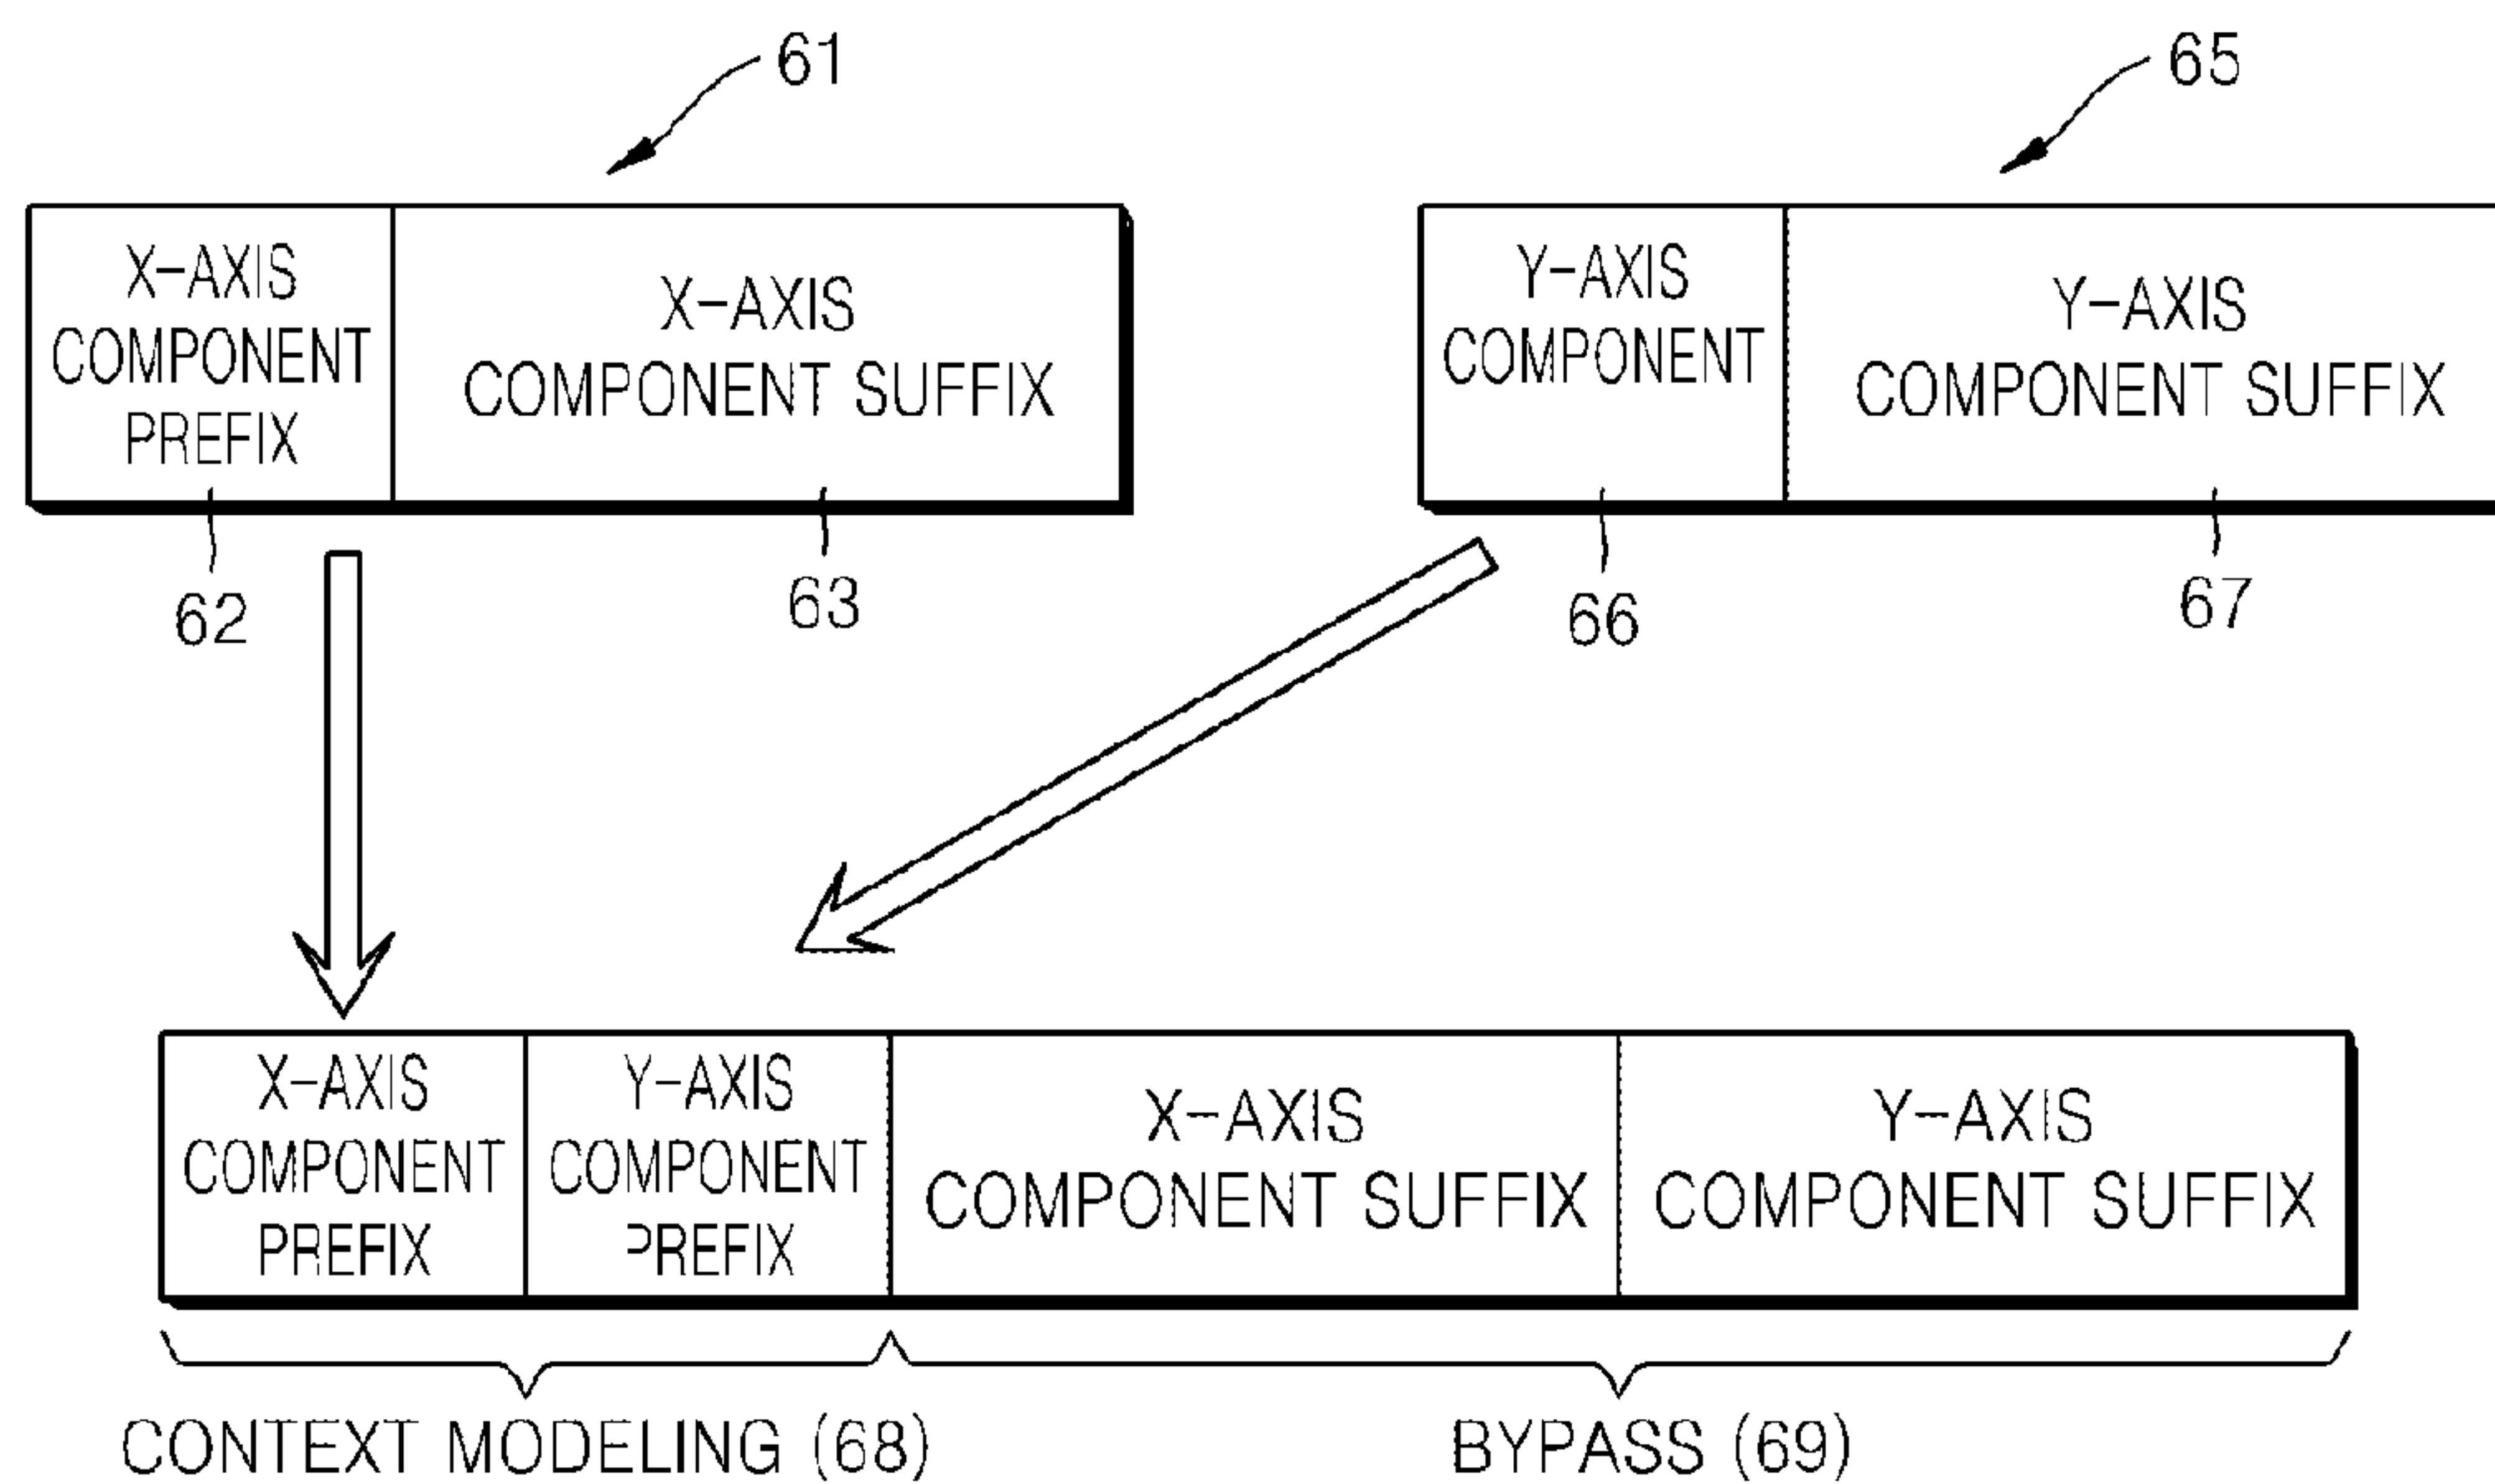 61
65
X-AXIS
COMPONENT
PREFIX
X-AXIS
COMPONENT SUFFIX
Y-AXIS
COMPONENT
Y-AXIS
COMPONENT SUFFIX
62
63
66
67
X-AXIS
COMPONENT
PREFIX
Y-AXIS
COMPONENT
PREFIX
X-AXIS
COMPONENT SUFFIX
Y-AXIS
COMPONENT SUFFIX
CONTEXT MODELING (68)
BYPASS (69)